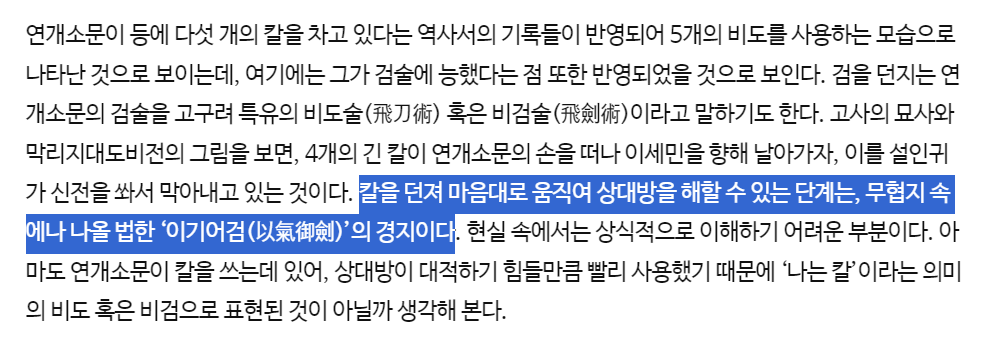 연개소문이 등에 다섯 개의 칼을 차고 있다는 역사서의 기록들이 반영되어 5개의 비도를 사용하는 모습으로
나타난 것으로 보이는데, 여기에는 그가 검술에 능했다는 점 또한 반영되었을 것으로 보인다. 검을 던지는 연
개소문의 검술을 고구려 특유의 비도술(飛刀術) 혹은 비검술(飛劍術)이라고 말하기도 한다. 고사의 묘사와
막리지대도비전의 그림을 보면, 4개의 긴 칼이 연개소문의 손을 떠나 이세민을 향해 날아가자, 이를 설인귀
가 신전을 쏴서 막아내고 있는 것이다. 칼을 던져 마음대로 움직여 상대방을 해할 수 있는 단계는, 무협지 속
에나 나올 법한 ‘이기어검(以氣御劍)’의 경지이다. 현실 속에서는 상식적으로 이해하기 어려운 부분이다. 아
마도 연개소문이 칼을 쓰는데 있어, 상대방이 대적하기 힘들만큼 빨리 사용했기 때문에 ‘나는 칼’이라는 의미
의 비도 혹은 비검으로 표현된 것이 아닐까 생각해 본다.